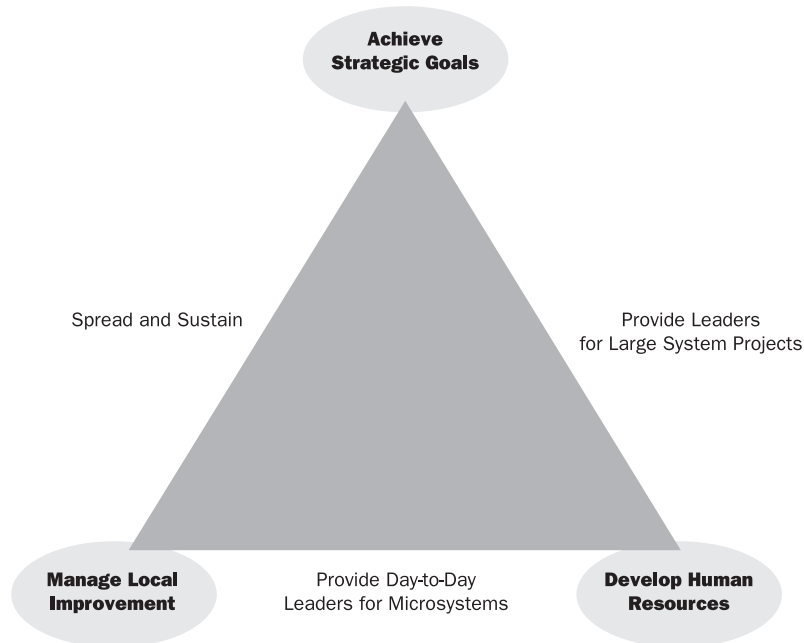 Achieve
Strategic Goals
Spread and Sustain
Provide Leaders
for Large System Projects
Manage Local
Improvement
Provide Day-to-Day
Leaders for Microsystems
Develop Human
Resources